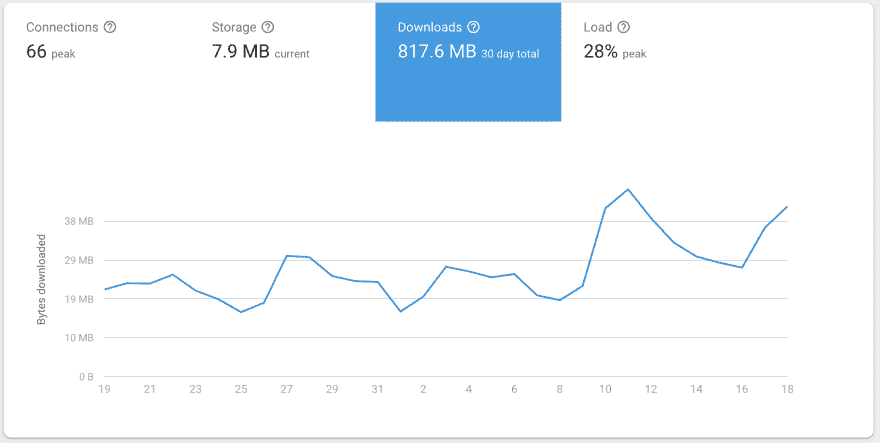 Connections
66 peak
Storage
7.9 MB current
Downloads
817.6 MB 30 day total
Load
28% peak
Bytes downloaded
38 MB
29 MB
19 MB
10 MB
0 B
19 21 23 25 27 29 31 2 4 6 8 10 12 14 16 18